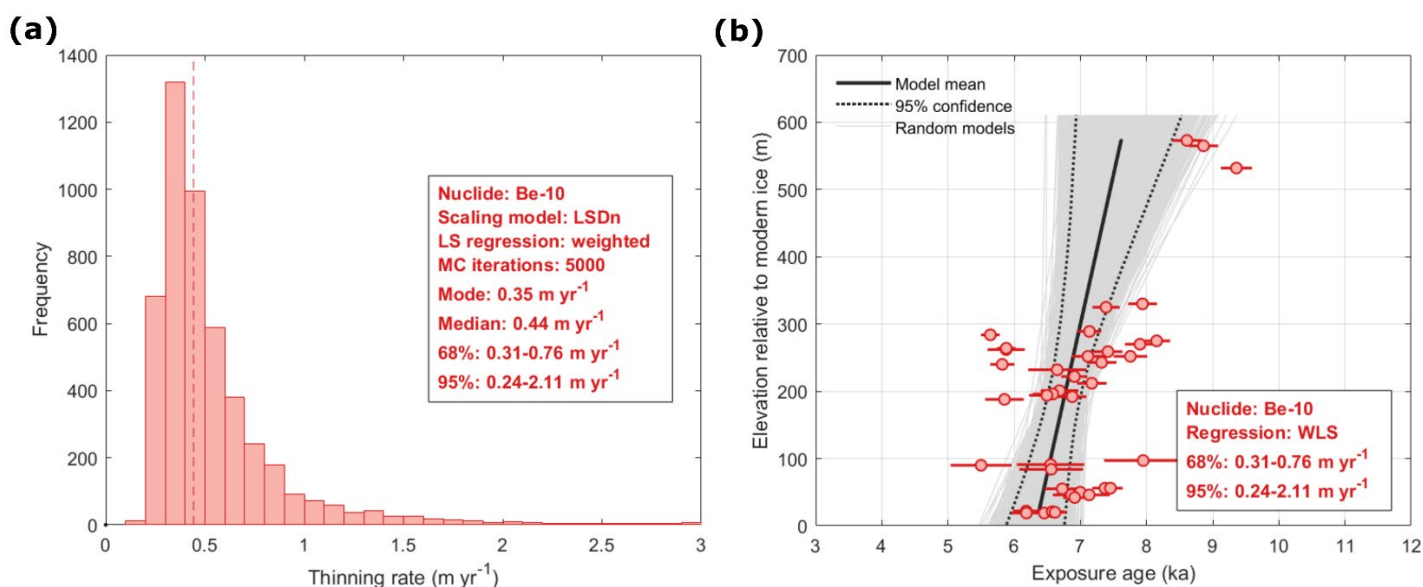 (a)
1400
1200
1000
800
600
400
200
0
Frequency
0
0.5
1
1.5
2
2.5
3
Thinning rate (m yr⁻¹)
Nuclide: Be-10
Scaling model: LSDn
LS regression: weighted
MC iterations: 5000
Mode: 0.35 m yr⁻¹
Median: 0.44 m yr⁻¹
68%: 0.31-0.76 m yr⁻¹
95%: 0.24-2.11 m yr⁻¹
(b)
700
600
500
400
300
200
100
0
Elevation relative to modern ice (m)
Model mean
95% confidence
Random models
Nuclide: Be-10
Regression: WLS
68%: 0.31-0.76 m yr⁻¹
95%: 0.24-2.11 m yr⁻¹
3
4
5
6
7
8
9
10
11
12
Exposure age (ka)